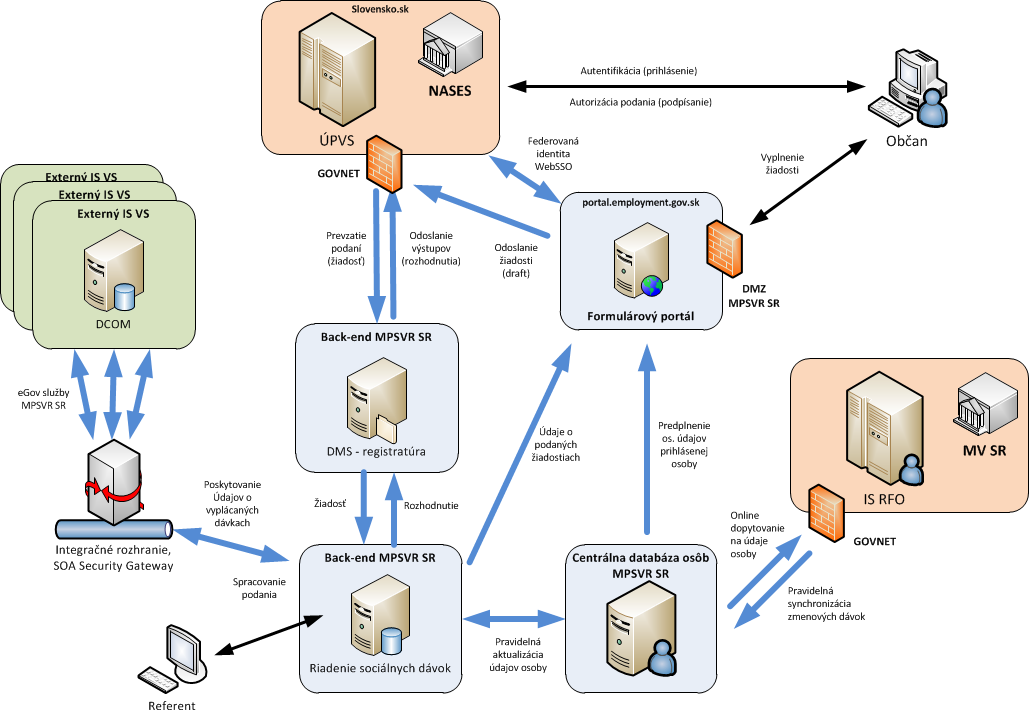 Slovensko.sk
NASES
ÚPVS
GOVNET
Autentifikácia (prihlásenie)
Autorizácia podania (podpísanie)
Občan
Federovaná
identita
WebSSO
Vyplnenie
žiadosti
Externý IS VS
Externý IS VS
Externý IS VS
DCOM
portal.employment.gov.sk
Formulárový portál
DMZ
MPSVR SR
Prevzatie
podaní
(žiadosť)
Odoslanie
výstupov
(rozhodnutia)
Odoslanie
žiadosti
(draft)
Back-end MPSVR SR
DMS - registratúra
eGov služby
MPSVR SR
Údaje o
podaných
žiadostiach
Predplnenie
os. údajov
prihlásenej
osoby
MV SR
IS RFO
GOVNET
Integračné rozhranie,
SOA Security Gateway
Poskytovanie
Údajov o
vyplácaných
dávkach
Žiadosť
Rozhodnutie
Online
dopytovanie
na údaje
osoby
Pravidelná
synchronizácia
zmenových dávok
Back-end MPSVR SR
Riadenie sociálnych dávok
Spracovanie
podania
Pravidelná
aktualizácia
údajov osoby
Centrálna databáza osôb
MPSVR SR
Referent